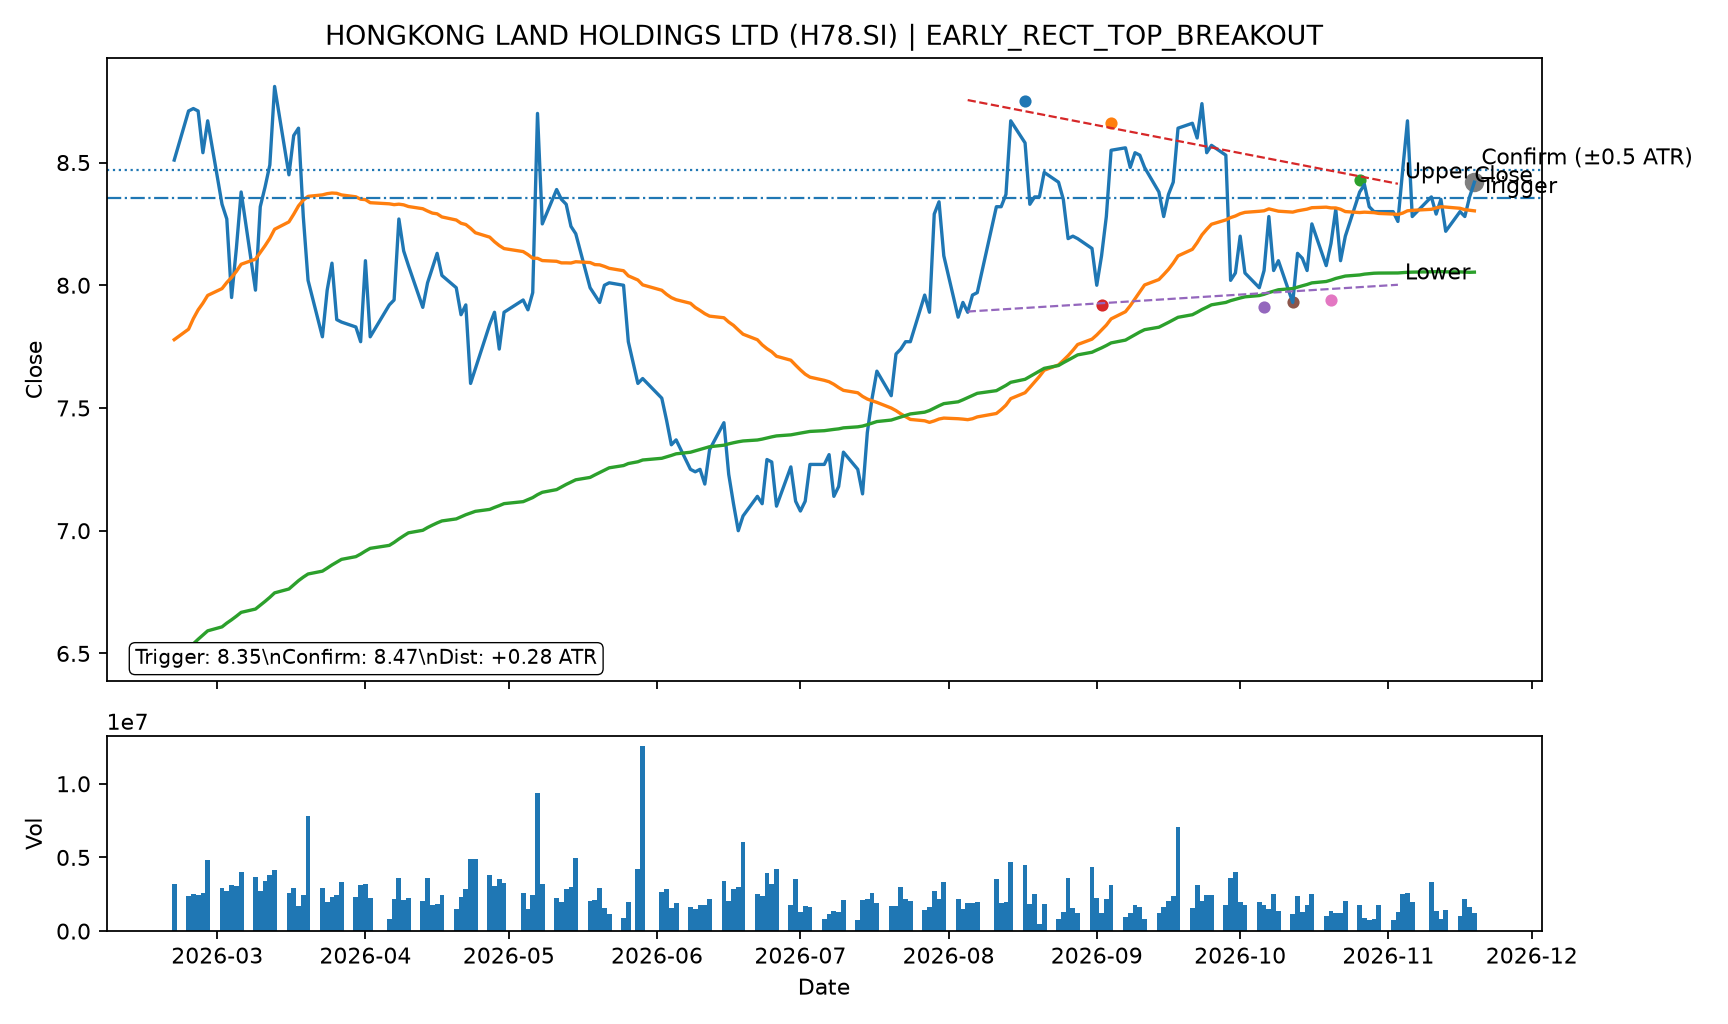 HONGKONG LAND HOLDINGS LTD (H78.SI) | EARLY_RECT_TOP_BREAKOUT
Close
8.5
8.0
7.5
7.0
6.5
Confirm (±0.5 ATR)
Upper
Close
Trigger
Lower
Trigger: 8.35\nConfirm: 8.47\nDist: +0.28 ATR
1e7
Vol
1.0
0.5
0.0
2026-03
2026-04
2026-05
2026-06
2026-07
2026-08
2026-09
2026-10
2026-11
2026-12
Date